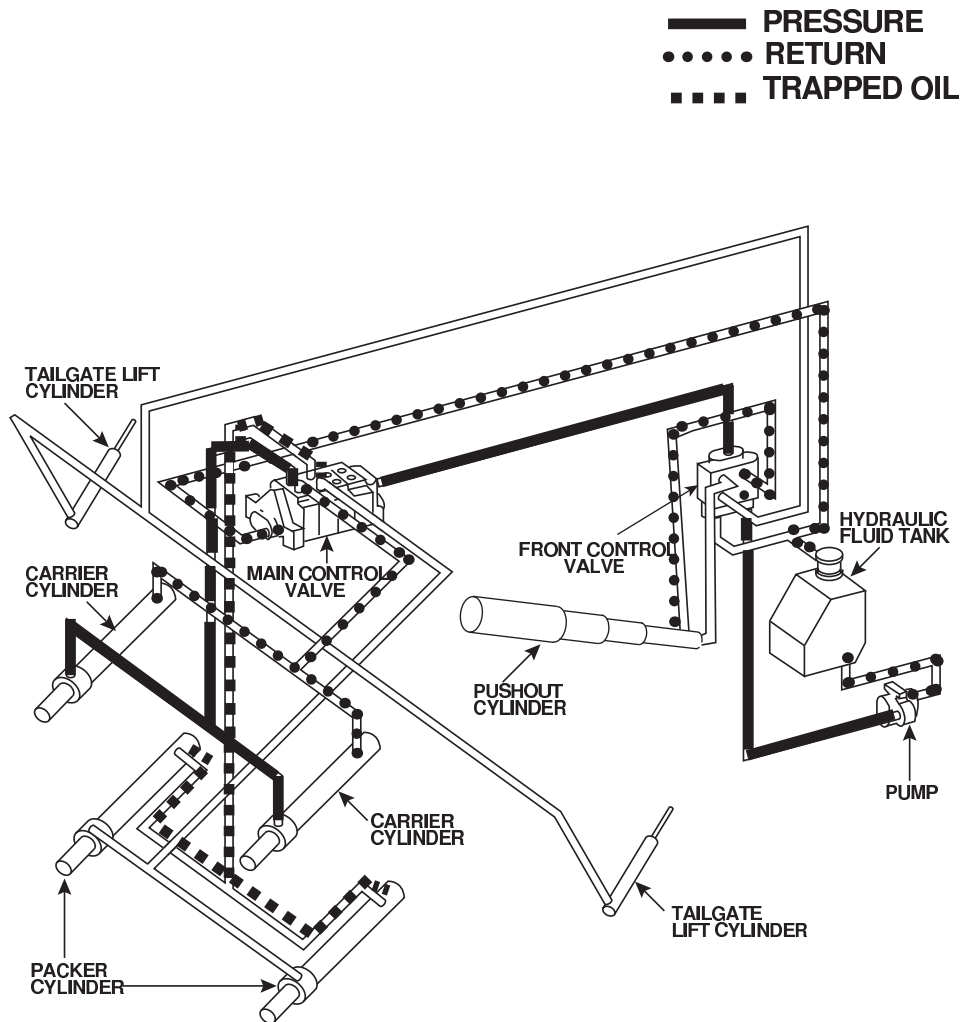 PRESSURE
RETURN
TRAPPED OIL
TAILGATE LIFT
CYLINDER
CARRIER
CYLINDER
MAIN CONTROL
VALVE
FRONT CONTROL
VALVE
HYDRAULIC
FLUID TANK
PUSHOUT
CYLINDER
PUMP
CARRIER
CYLINDER
TAILGATE
LIFT CYLINDER
PACKER
CYLINDER